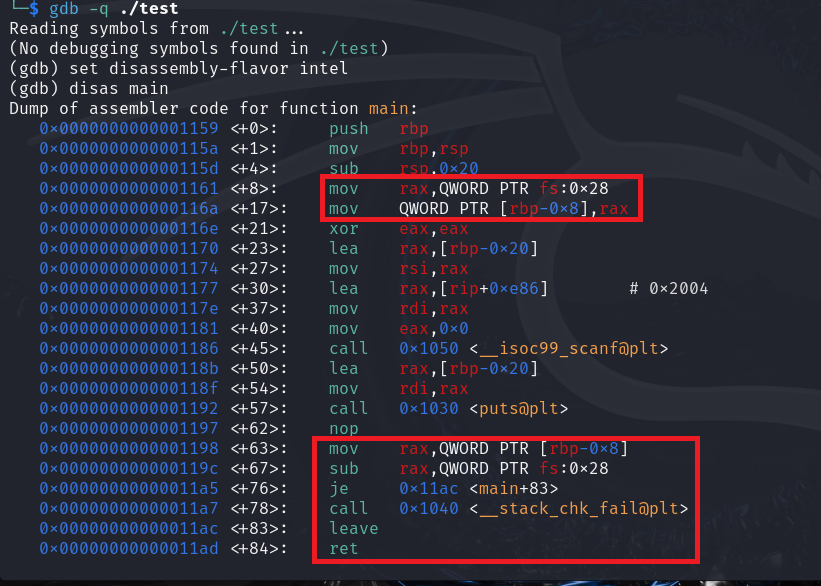 └─$ gdb -q ./test
Reading symbols from ./test...
(No debugging symbols found in ./test)
(gdb) set disassembly-flavor intel
(gdb) disas main
Dump of assembler code for function main:
0x0000000000001159 <+0>: push rbp
0x000000000000115a <+1>: mov rbp,rsp
0x000000000000115d <+4>: sub rsp,0x20
0x0000000000001161 <+8>: mov rax,QWORD PTR fs:0x28
0x000000000000116a <+17>: mov QWORD PTR [rbp-0x8],rax
0x000000000000116e <+21>: xor eax,eax
0x0000000000001170 <+23>: lea rax,[rbp-0x20]
0x0000000000001174 <+27>: mov rsi,rax
0x0000000000001177 <+30>: lea rax,[rip+0xe86] # 0x2004
0x000000000000117e <+37>: mov rdi,rax
0x0000000000001181 <+40>: mov eax,0x0
0x0000000000001186 <+45>: call 0x1050 <__isoc99_scanf@plt>
0x000000000000118b <+50>: lea rax,[rbp-0x20]
0x000000000000118f <+54>: mov rdi,rax
0x0000000000001192 <+57>: call 0x1030 <puts@plt>
0x0000000000001197 <+62>: nop
0x0000000000001198 <+63>: mov rax,QWORD PTR [rbp-0x8]
0x000000000000119c <+67>: sub rax,QWORD PTR fs:0x28
0x00000000000011a5 <+76>: je 0x11ac <main+83>
0x00000000000011a7 <+78>: call 0x1040 <__stack_chk_fail@plt>
0x00000000000011ac <+83>: leave
0x00000000000011ad <+84>: ret